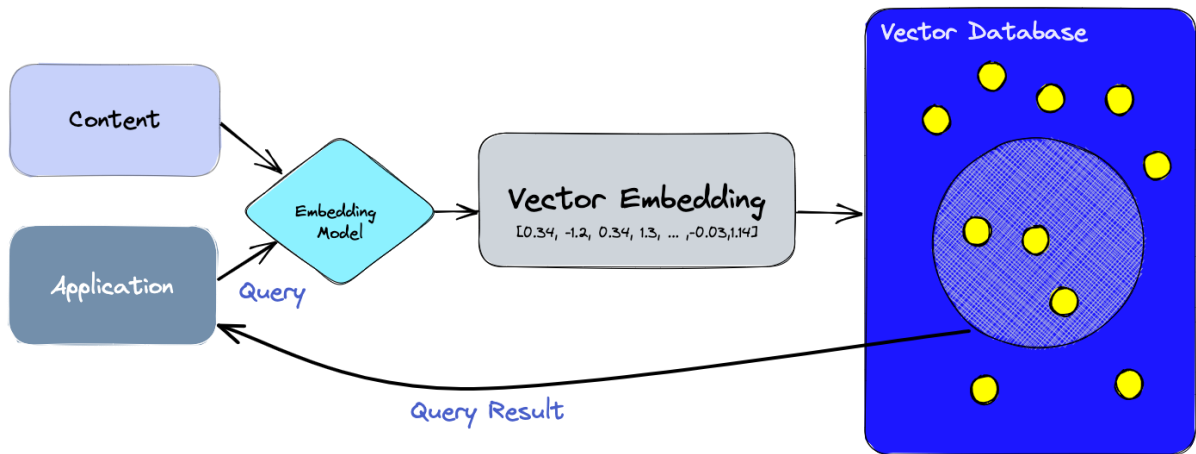 Vector Database
Content
Embedding
Model
Vector Embedding
[0.34, -1.2, 0.34, 1.3, ... ,-0.03,1.14]
Application
Query
Query Result